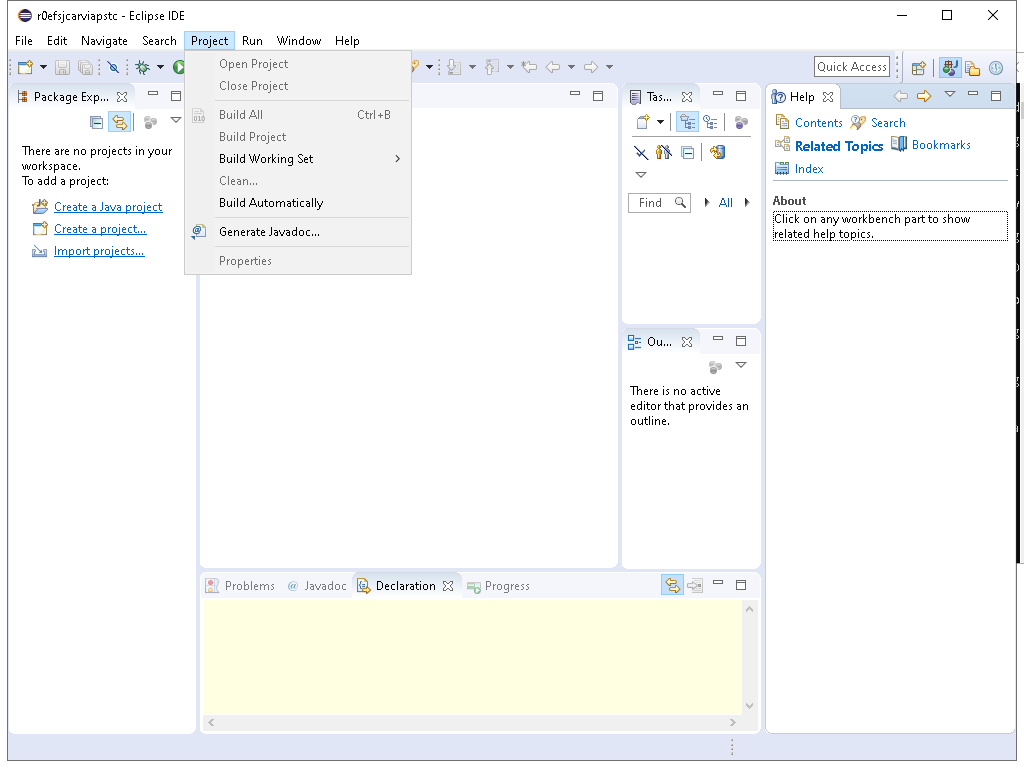 r0efsjcarviapstc - Eclipse IDE
File Edit Navigate Search Project Run Window Help
Quick Access
Open Project
Close Project
Build All Ctrl+B
Build Project
Build Working Set
Clean...
Build Automatically
Generate Javadoc...
Properties
Package Exp...
There are no projects in your
workspace.
To add a project:
Create a Java project
Create a project...
Import projects...
Tas...
Find
All
Ou...
There is no active
editor that provides an
outline.
Help
Contents Search
Related Topics Bookmarks
Index
About
Click on any workbench part to show
related help topics.
Problems @ Javadoc Declaration Progress